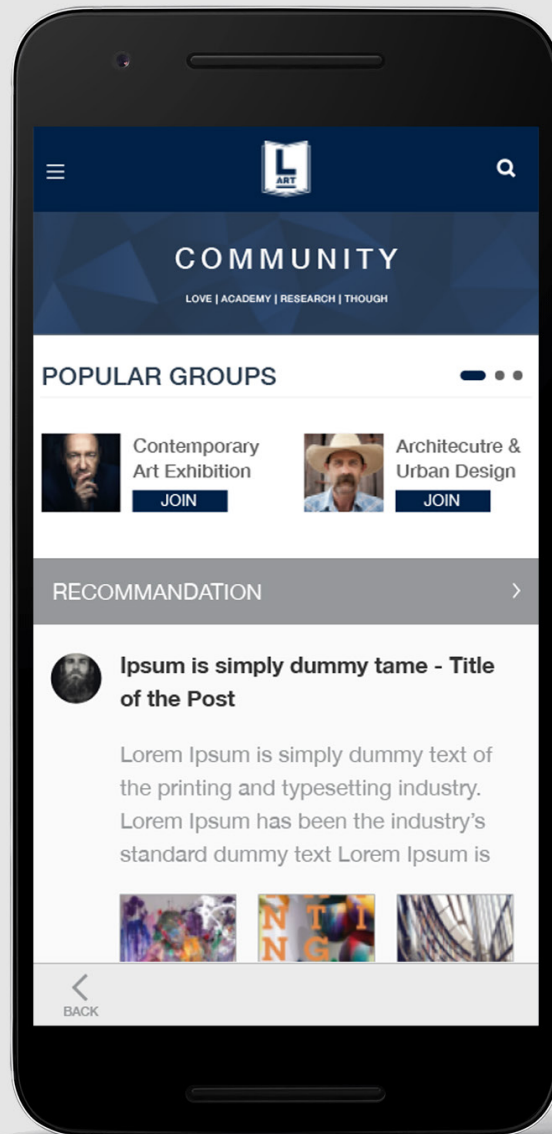 L
ART
COMMUNITY
LOVE | ACADEMY | RESEARCH | THOUGH
POPULAR GROUPS
Contemporary
Art Exhibition
JOIN
Architecutre &
Urban Design
JOIN
RECOMMANDATION
Ipsum is simply dummy tame - Title
of the Post
Lorem Ipsum is simply dummy text of
the printing and typesetting industry.
Lorem Ipsum has been the industry's
standard dummy text Lorem Ipsum is
N T I
N G
BACK